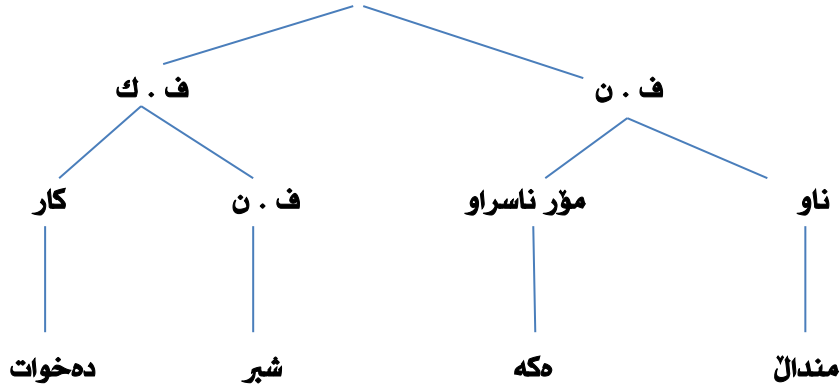 ف . ن ف . ك
ناو مۆر ناسراو ف . ن كار
منداڵ ەكە شیر دەخوات